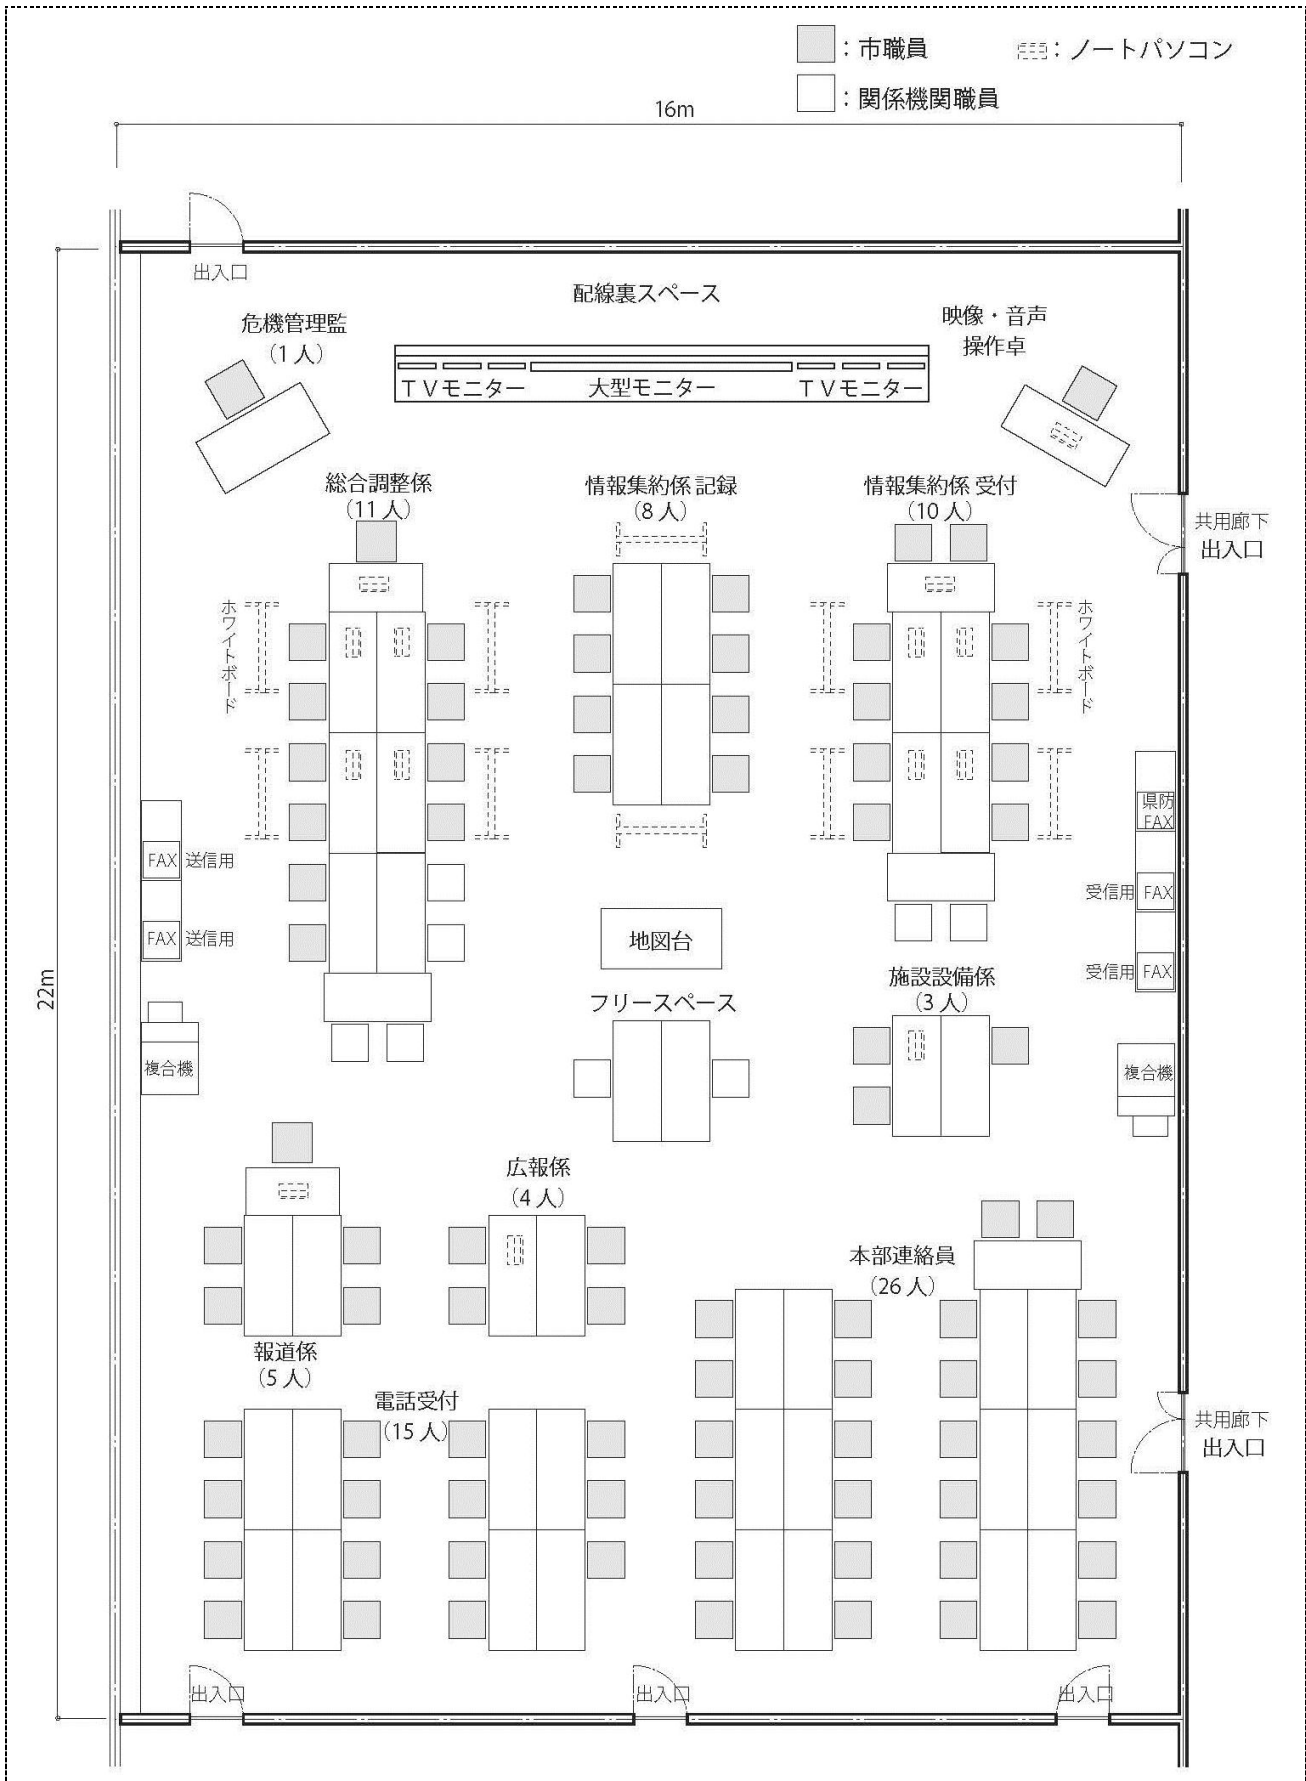 ：市職員
：ノートパソコン
：関係機関職員
16m
22m
出入口
配線裏スペース
危機管理監
（1人）
映像・音声
操作卓
ＴＶモニター
大型モニター
ＴＶモニター
総合調整係
（11人）
情報集約係 記録
（8人）
情報集約係 受付
（10人）
共用廊下
出入口
ホワイトボード
ホワイトボード
県防
FAX
FAX 送信用
受信用 FAX
FAX 送信用
地図台
受信用 FAX
施設設備係
（3人）
フリースペース
複合機
複合機
広報係
（4人）
本部連絡員
（26人）
報道係
（5人）
電話受付
（15人）
共用廊下
出入口
出入口
出入口
出入口